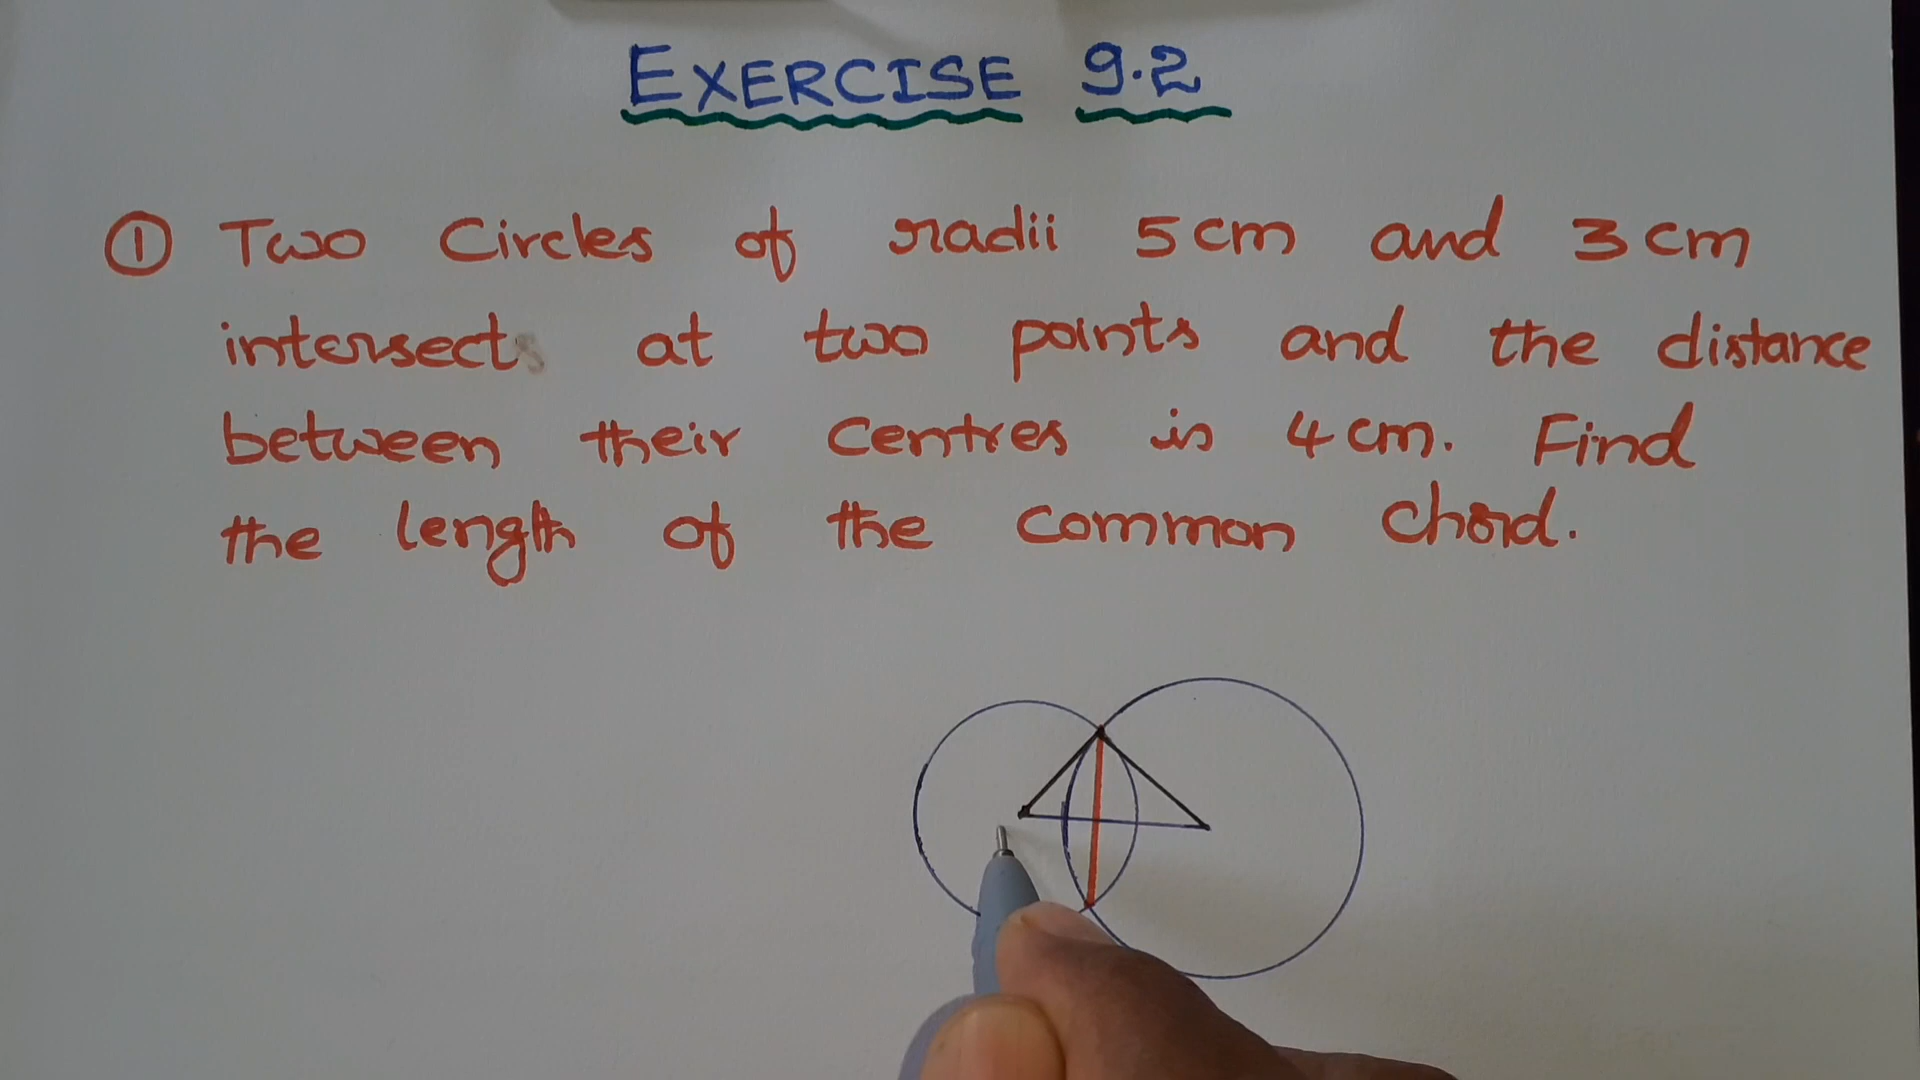 EXERCISE 9.2
① Two Circles of radii 5cm and 3cm
intersects at two points and the distance
between their centres is 4cm. Find
the length of the common chord.